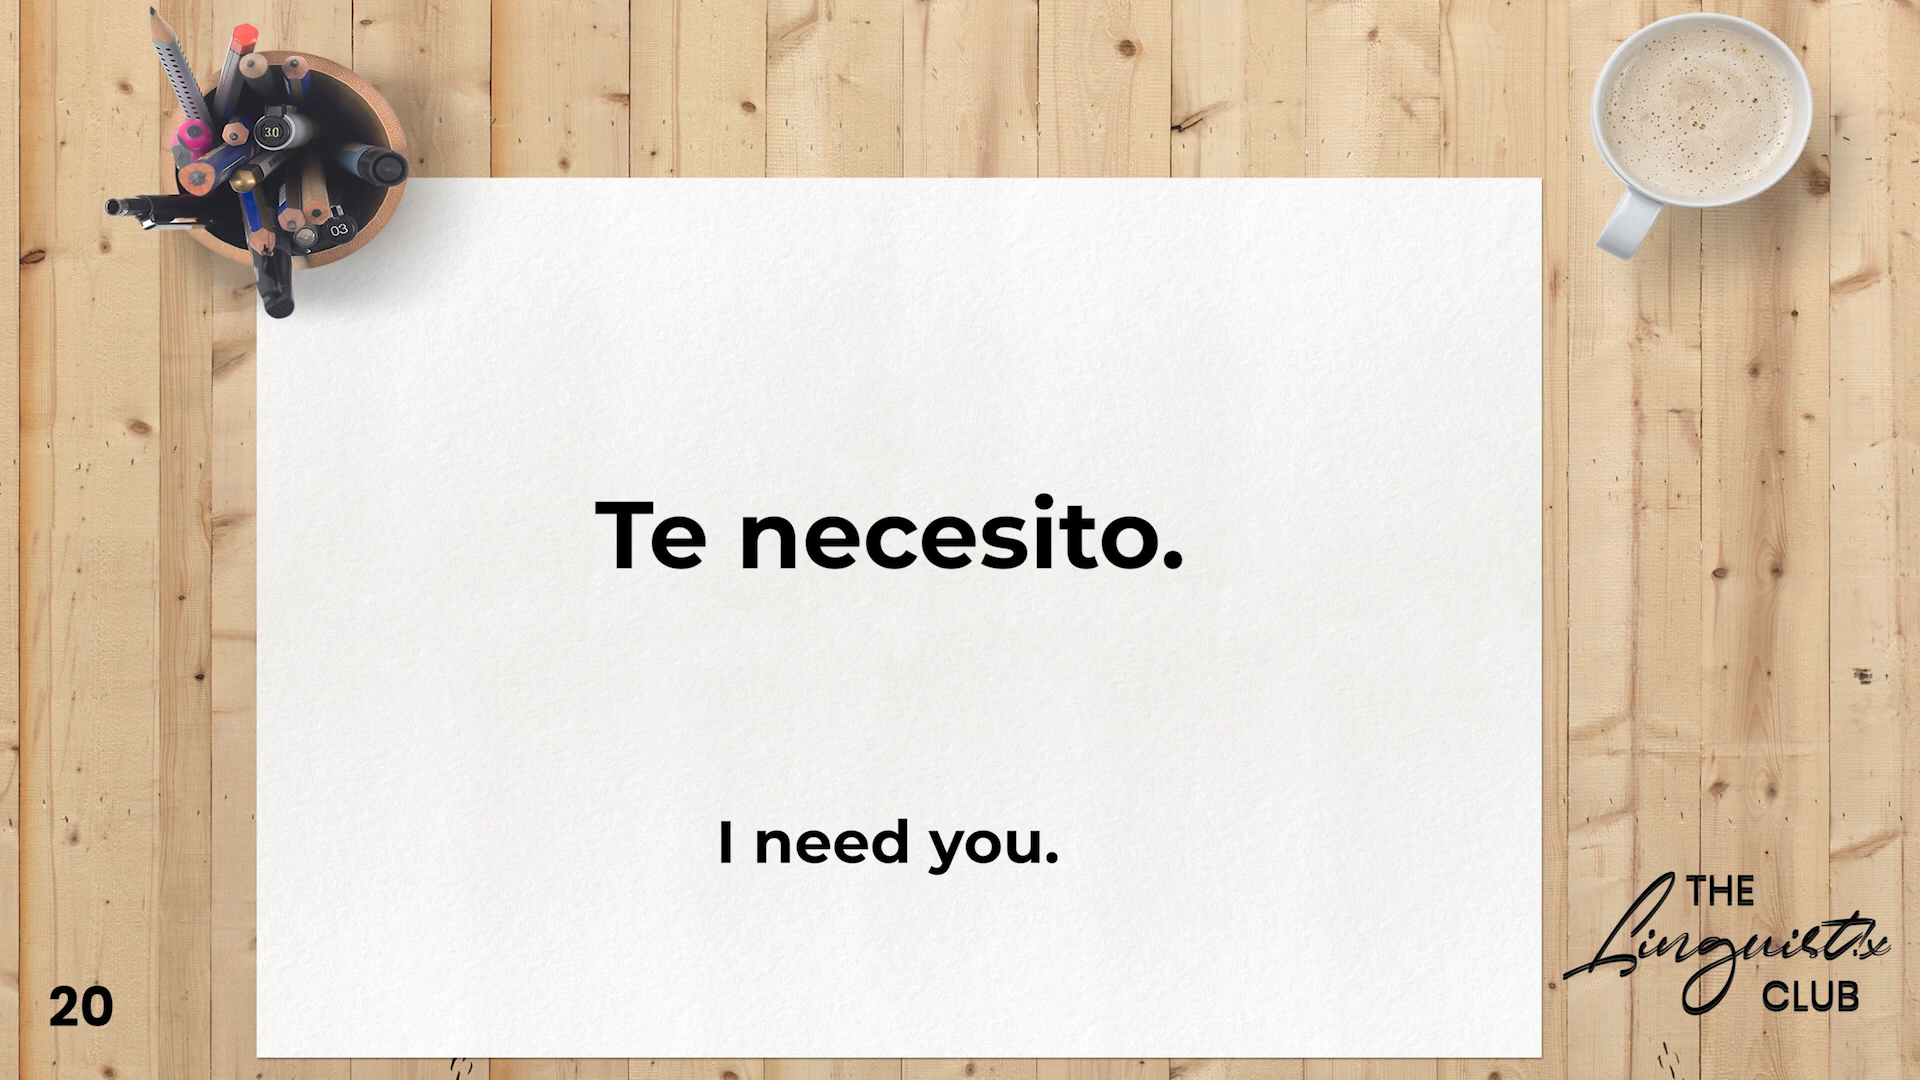 3.0
03
Te necesito.
I need you.
20
THE
Linguistix
CLUB